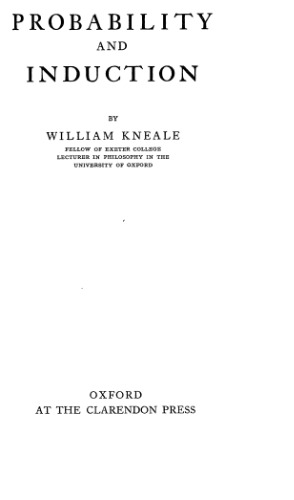 PROBABILITY
AND
INDUCTION
BY
WILLIAM KNEALE
FELLOW OF EXETER COLLEGE
LECTURER IN PHILOSOPHY IN THE
UNIVERSITY OF OXFORD
OXFORD
AT THE CLARENDON PRESS